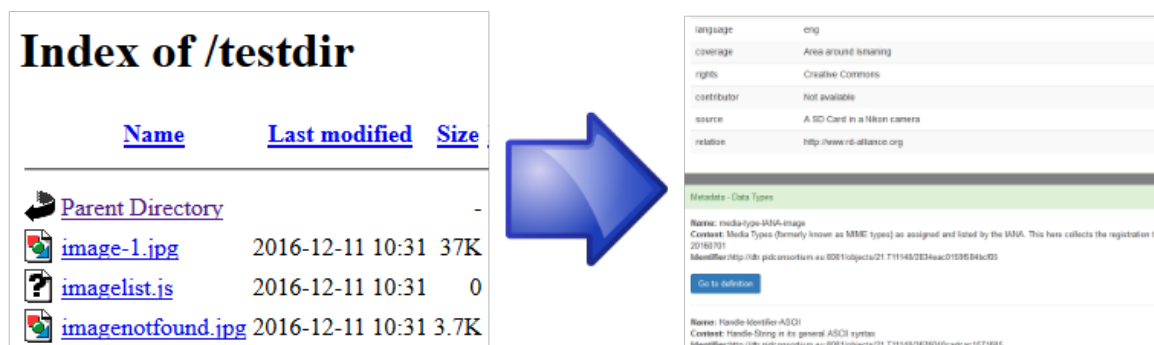 Index of /testdir
Name Last modified Size
Parent Directory -
image-1.jpg 2016-12-11 10:31 37K
imagelist.js 2016-12-11 10:31 0
imagenotfound.jpg 2016-12-11 10:31 3.7K
language eng
coverage Area around Ismaning
rights Creative Commons
contributor Not available
source A SD Card in a Nikon camera
relation http://www.rd-alliance.org
Metadata - Data Types
Name: media-type-IANA-image
Content: Media Types (formerly known as MIME types) as assigned and listed by the IANA. This here collects the registration
20160701
Go to definition
Name: Handle-Identifier-ASCII
Content: Handle-String in its general ASCII syntax